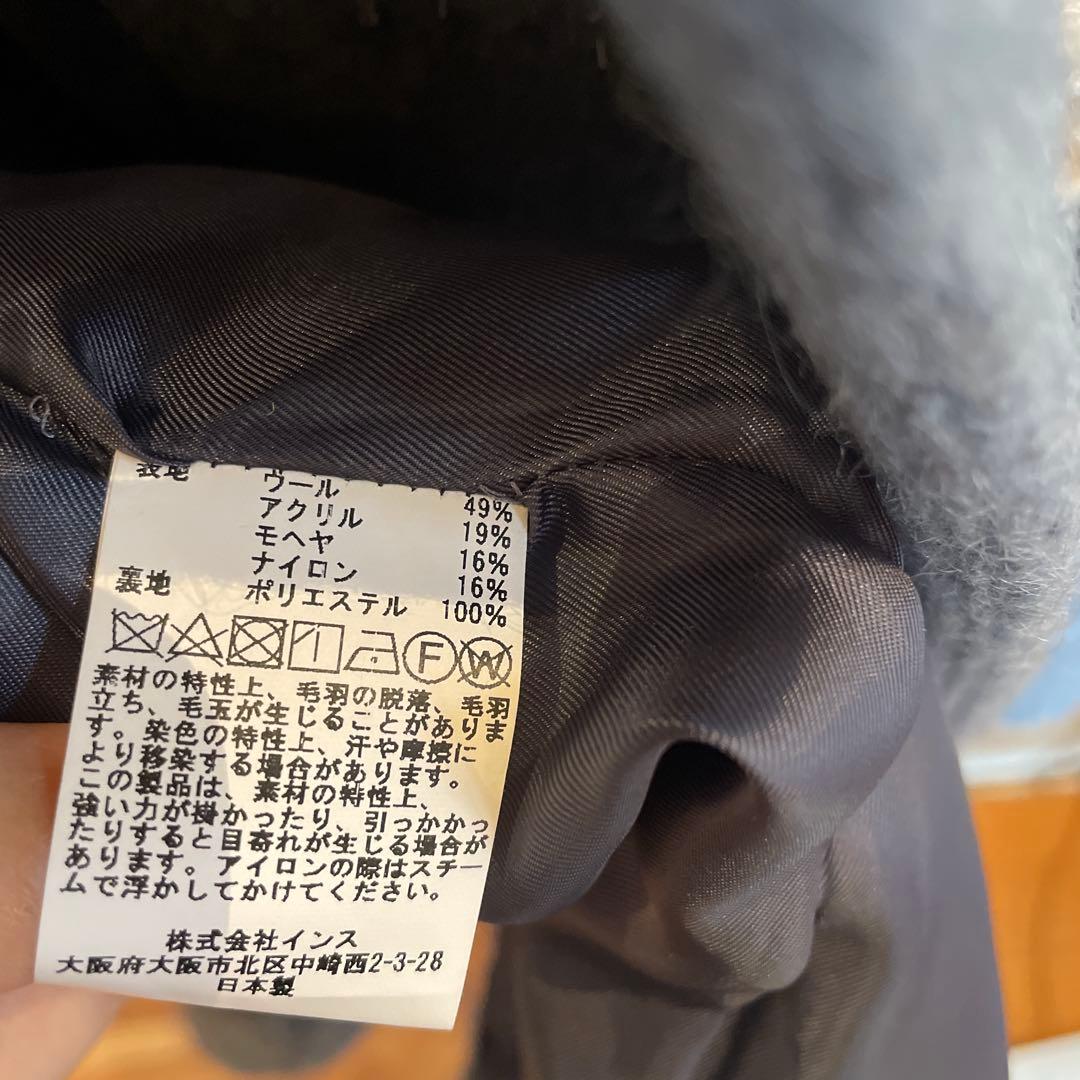 表地 ウール 49%
アクリル 19%
モヘヤ 16%
ナイロン 16%
裏地 ポリエステル 100%
F W
素材の特性上、毛羽の脱落、毛羽
立ち、毛玉が生じることがありま
す。染色の特性上、汗や摩擦に
より移染する場合があります。
この製品は、素材の特性上、
強い力が掛かったり、引っかかっ
たりすると目寄れが生じる場合が
あります。アイロンの際はスチー
ムで浮かしてかけてください。
株式会社インス
大阪府大阪市北区中崎西2-3-28
日本製